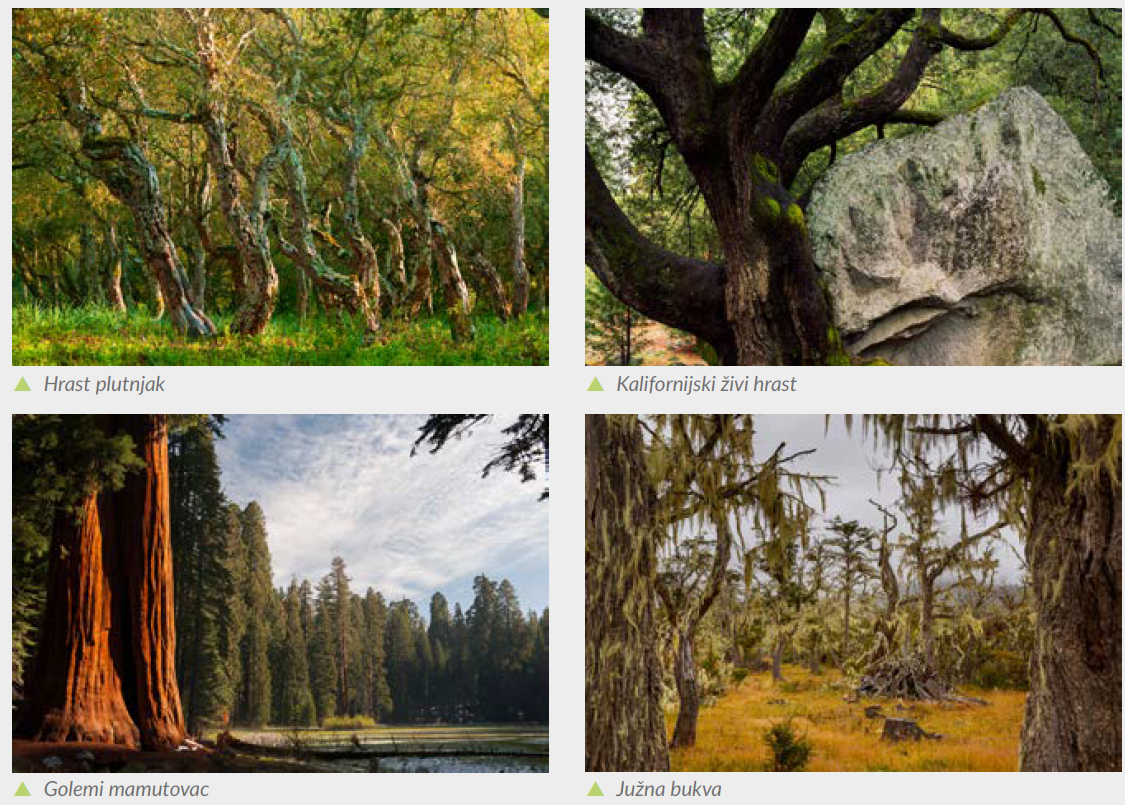 Hrast plutnjak
Kalifornijski živi hrast
Golemi mamutovac
Južna bukva